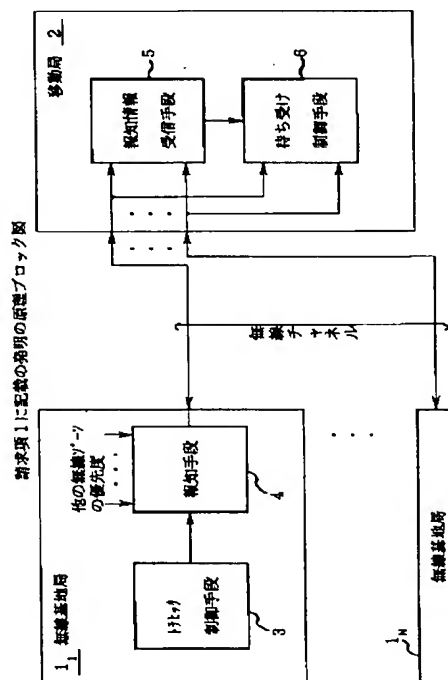 請求項1に記載の発明の原理ブロック図
1₁ 無線基地局
トラヒック
制御手段
3
他の無線ゾーン
の優先度
報知手段
4
無線チャネル
移動局 2
報知情報
受信手段
5
待ち受け
制御手段
6
1N
無線基地局